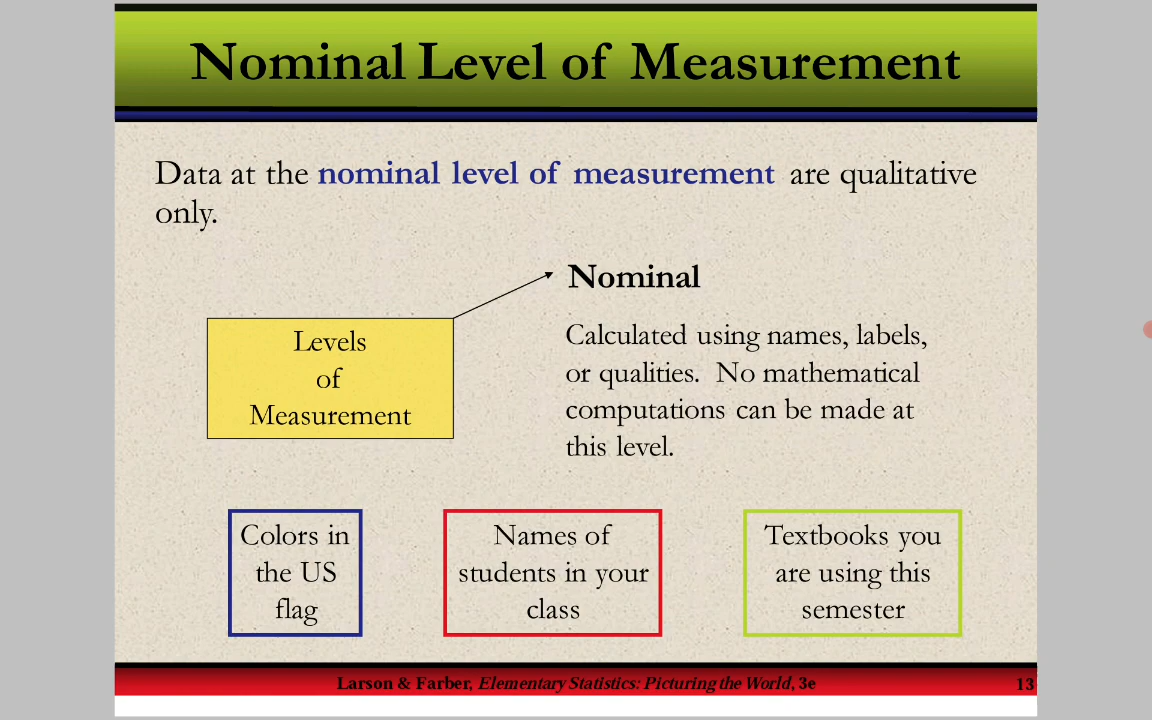 Nominal Level of Measurement
Data at the nominal level of measurement are qualitative
only.
Nominal
Levels
of
Measurement
Calculated using names, labels,
or qualities. No mathematical
computations can be made at
this level.
Colors in
the US
flag
Names of
students in your
class
Textbooks you
are using this
semester
Larson & Farber, Elementary Statistics: Picturing the World, 3e
13